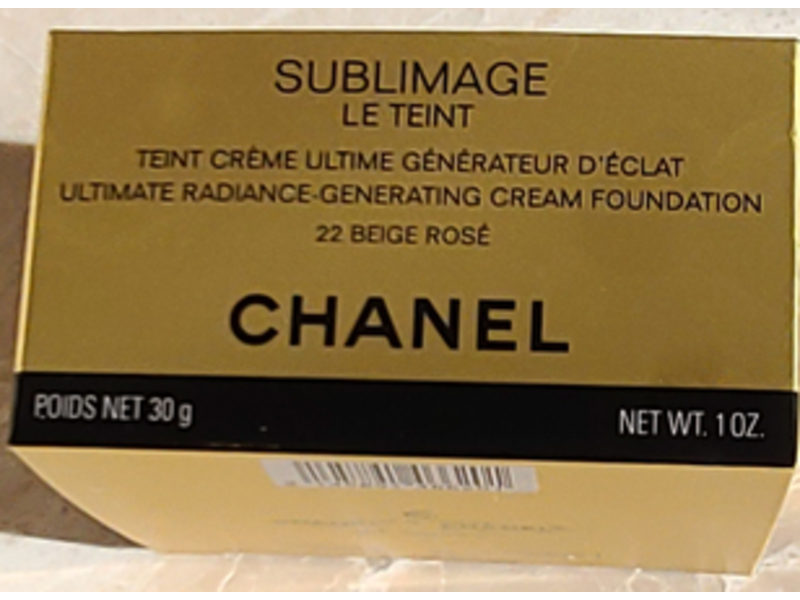 SUBLIMAGE
LE TEINT
TEINT CRÈME ULTIME GÉNÉRATEUR D'ÉCLAT
ULTIMATE RADIANCE-GENERATING CREAM FOUNDATION
22 BEIGE ROSÉ
CHANEL
POIDS NET 30 g
NET WT. 1 OZ.